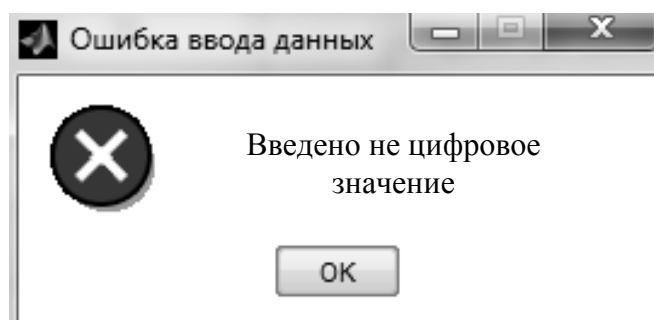 Ошибка ввода данных
Введено не цифровое
значение
OK